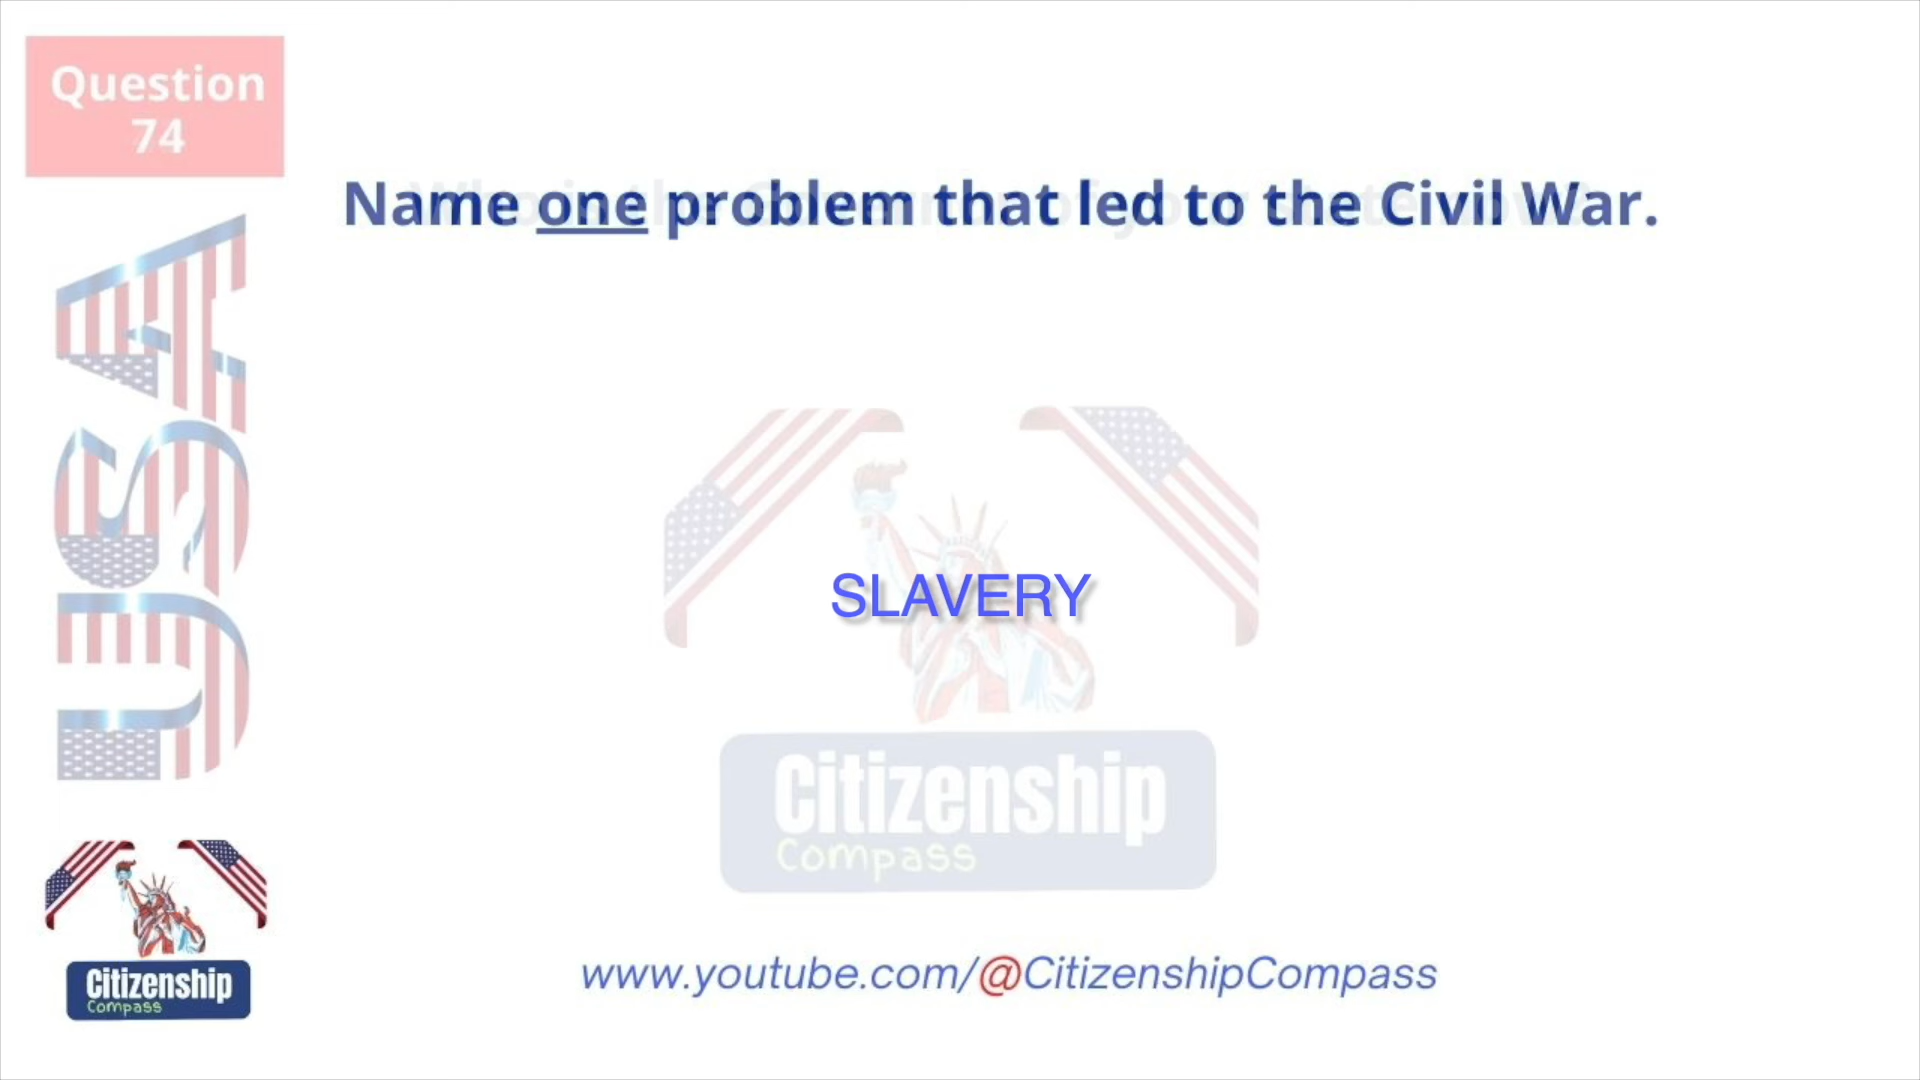 Question
74
Name one problem that led to the Civil War.
USA
SLAVERY
Citizenship
Compass
Citizenship
Compass
www.youtube.com/@CitizenshipCompass